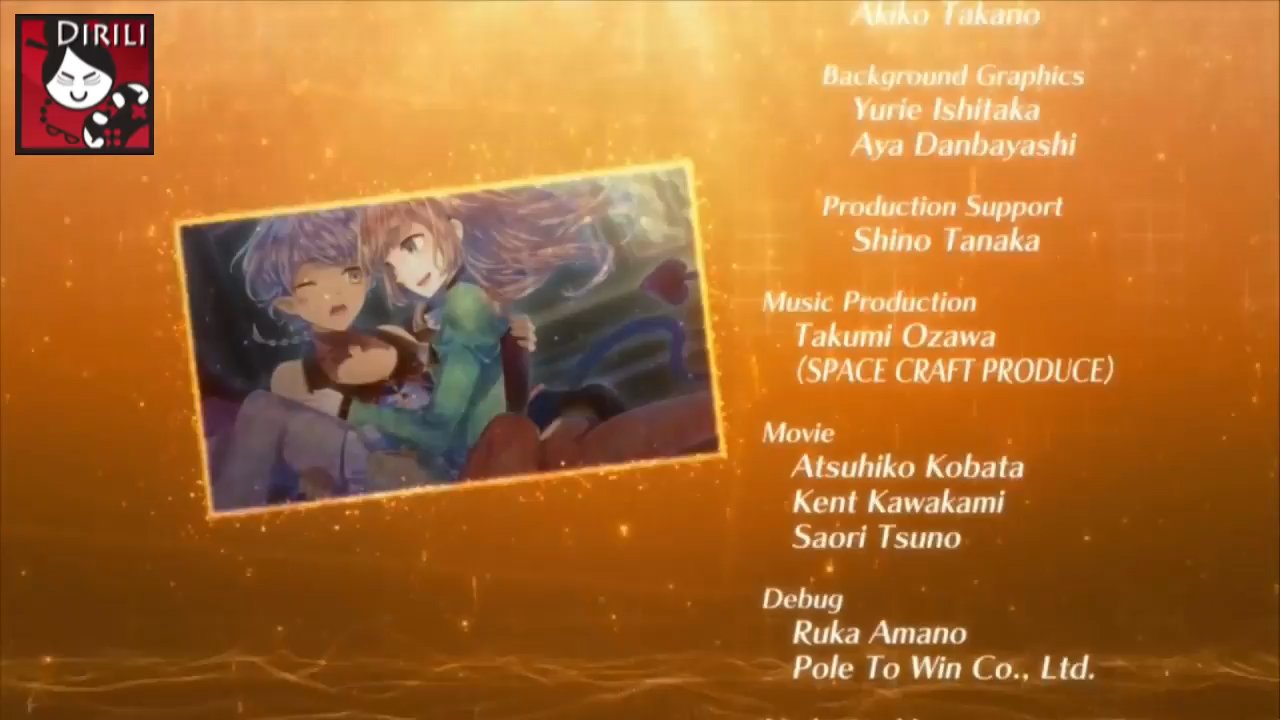 DIRILI
Akiko Takano
Background Graphics
Yurie Ishitaka
Aya Danbayashi
Production Support
Shino Tanaka
Music Production
Takumi Ozawa
(SPACE CRAFT PRODUCE)
Movie
Atsuhiko Kobata
Kent Kawakami
Saori Tsuno
Debug
Ruka Amano
Pole To Win Co., Ltd.